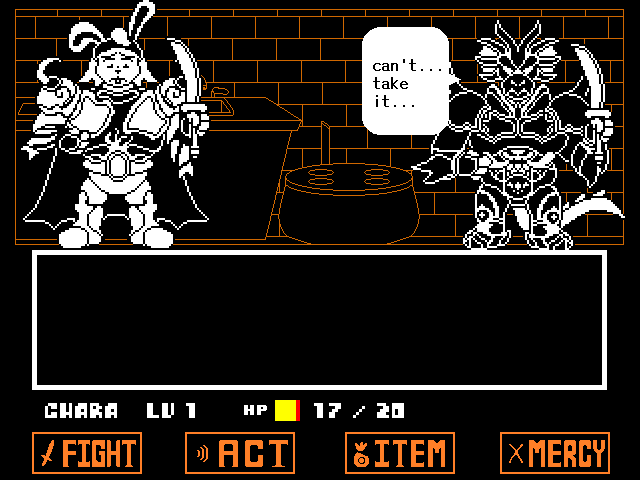 can't....
take
it...
CHARA LV 1 HP 17 / 20
FIGHT ACT ITEM MERCY